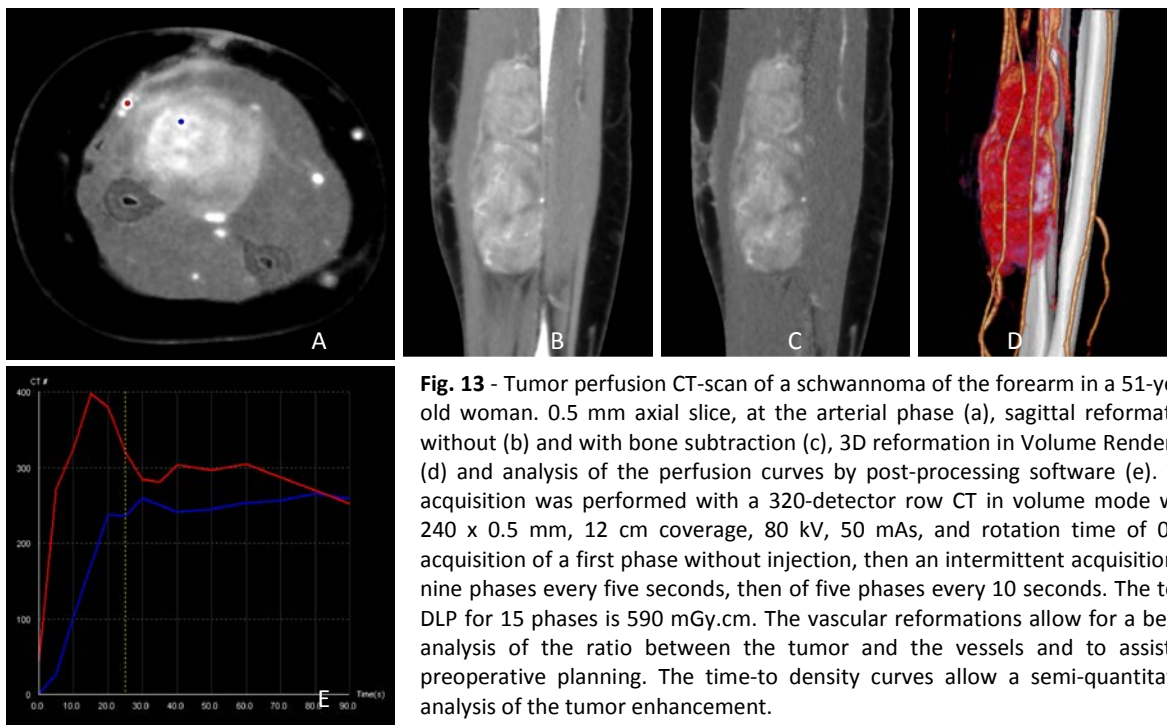 A
B
C
D
CT #
400
300
200
100
0
0.0 10.0 20.0 30.0 40.0 50.0 60.0 70.0 80.0 90.0
Time(s)
E
Fig. 13 - Tumor perfusion CT-scan of a schwannoma of the forearm in a 51-ye
old woman. 0.5 mm axial slice, at the arterial phase (a), sagittal reformat
without (b) and with bone subtraction (c), 3D reformation in Volume Render
(d) and analysis of the perfusion curves by post-processing software (e).
acquisition was performed with a 320-detector row CT in volume mode w
240 x 0.5 mm, 12 cm coverage, 80 kV, 50 mAs, and rotation time of 0.
acquisition of a first phase without injection, then an intermittent acquisition
nine phases every five seconds, then of five phases every 10 seconds. The to
DLP for 15 phases is 590 mGy.cm. The vascular reformations allow for a be
analysis of the ratio between the tumor and the vessels and to assist
preoperative planning. The time-to density curves allow a semi-quantitat
analysis of the tumor enhancement.